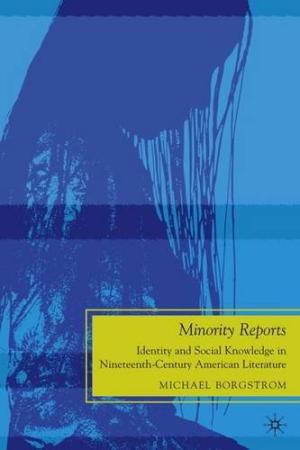 Minority Reports
Identity and Social Knowledge in
Nineteenth-Century American Literature
MICHAEL BORGSTROM